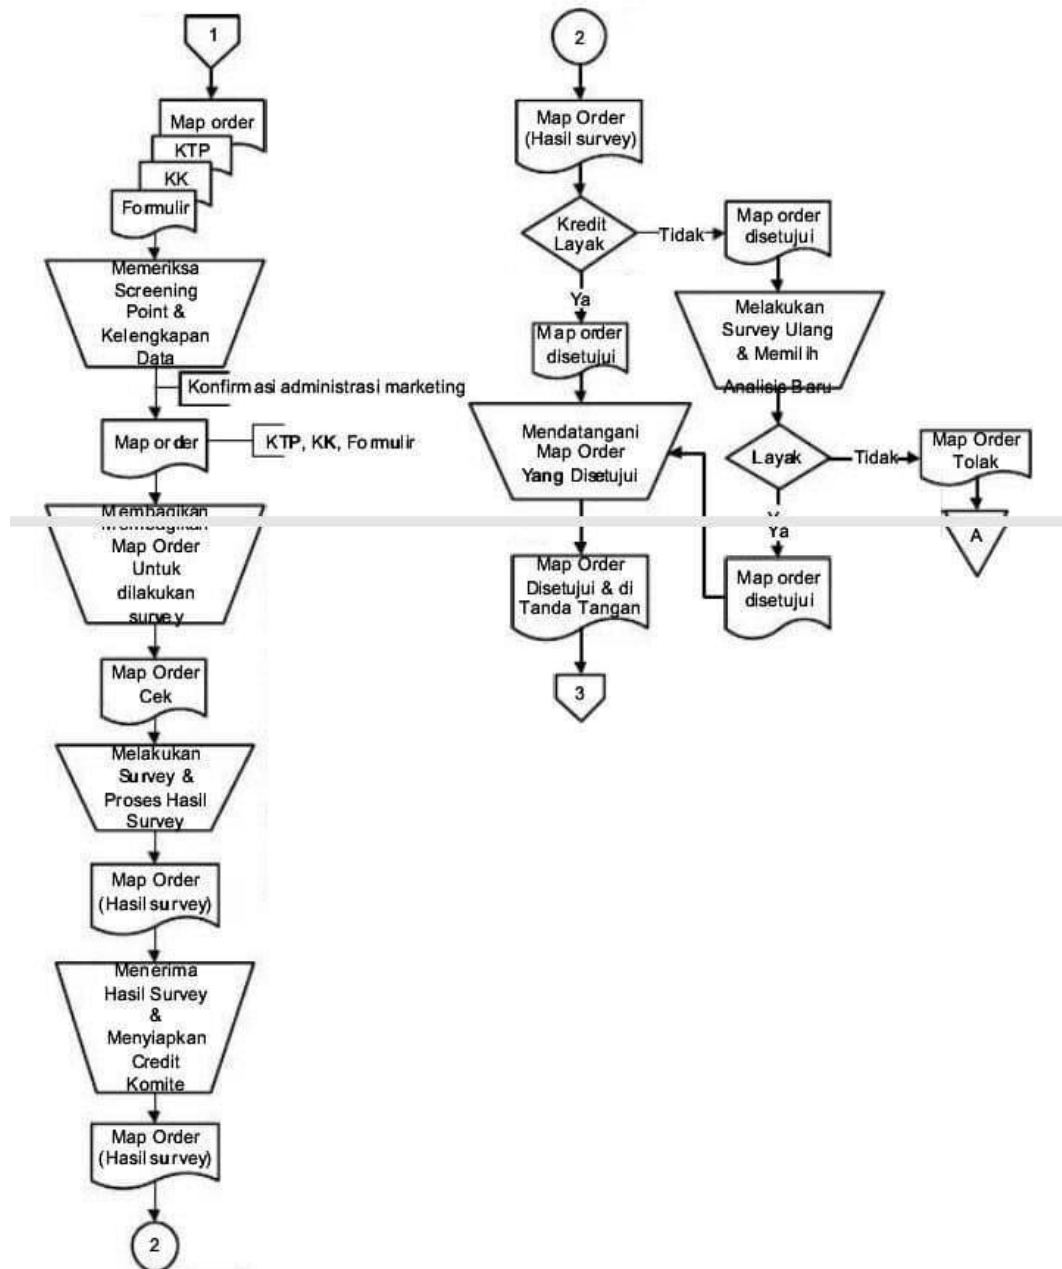 1
Map order
KTP
KK
Formulir
Memeriksa
Screening
Point &
Kelengkapan
Data
Konfirmasi administrasi marketing
Map order
KTP, KK, Formulir
Membagikan
Membagikan
Map Order
Untuk
dilakukan
survey
Map Order
Cek
Melakukan
Survey &
Proses Hasil
Survey
Map Order
(Hasil survey)
Menerima
Hasil Survey
&
Menyiapkan
Credit
Komite
Map Order
(Hasil survey)
2
2
Map Order
(Hasil survey)
Kredit
Layak
Tidak
Map order
disetujui
Ya
Map order
disetujui
Melakukan
Survey Ulang
& Memilih
Analisis Baru
Mendatangani
Map Order
Yang Disetujui
Layak
Tidak
Map Order
Tolak
A
Ya
Map order
disetujui
Map Order
Disetujui & di
Tanda Tangan
3